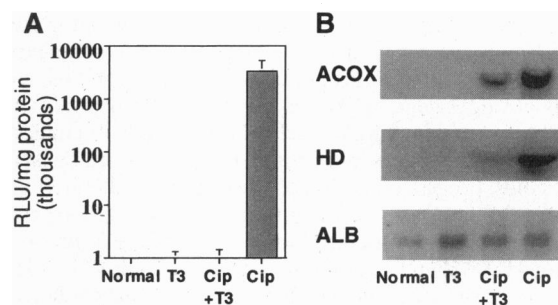 A
RLU/mg protein
(thousands)
10000
1000
100
10
1
Normal T3 Cip Cip
+T3
B
ACOX
HD
ALB
Normal T3 Cip Cip
+T3